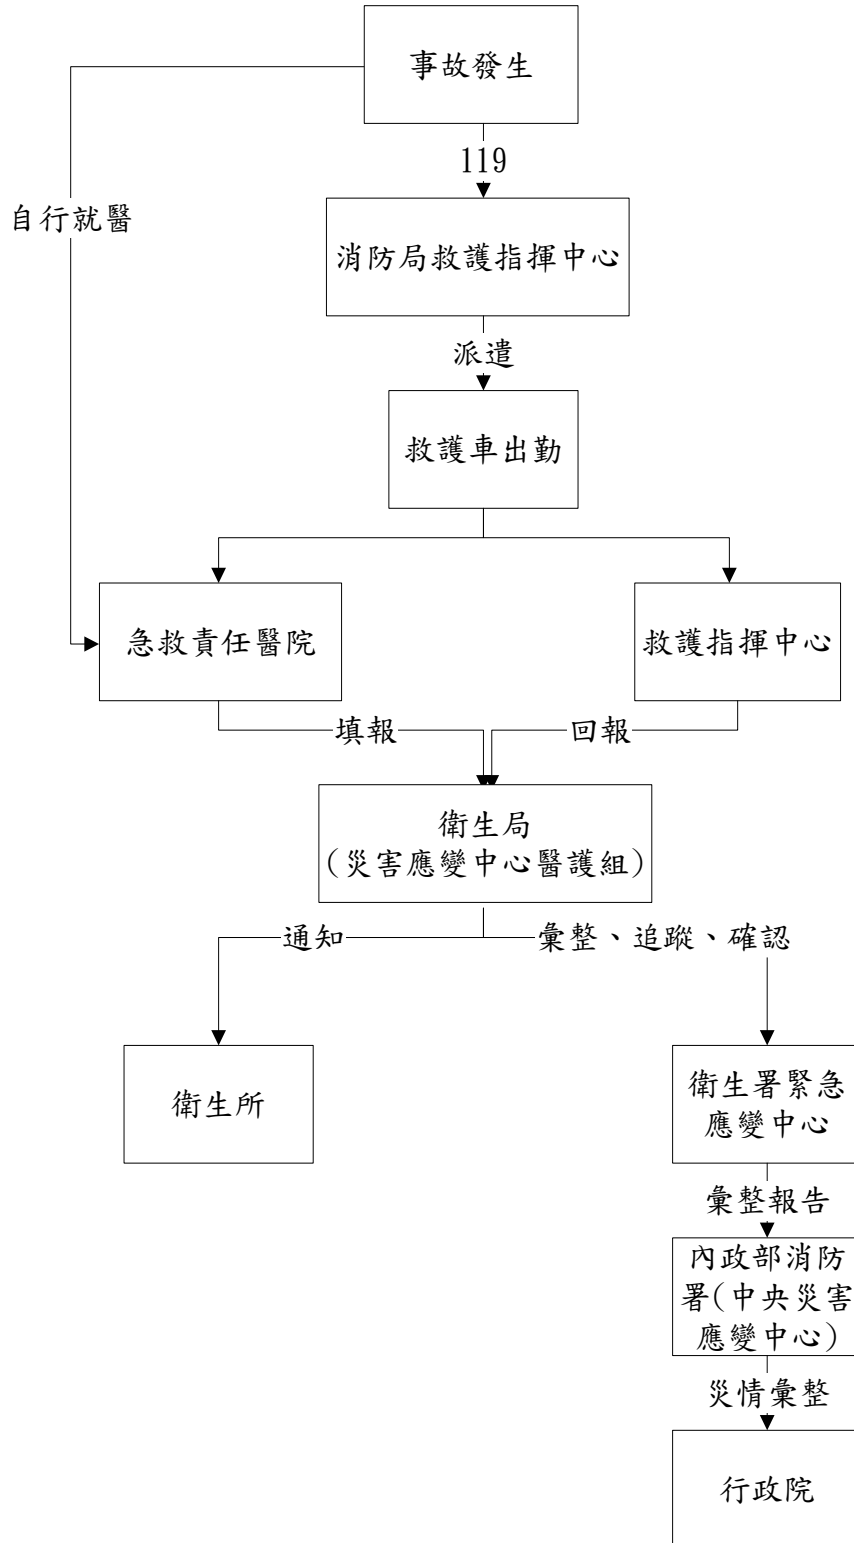 事故發生
119
自行就醫
消防局救護指揮中心
派遣
救護車出勤
急救責任醫院
救護指揮中心
填報
回報
衛生局
(災害應變中心醫護組)
通知
彙整、追蹤、確認
衛生所
衛生署緊急
應變中心
彙整報告
內政部消防
署(中央災害
應變中心)
災情彙整
行政院